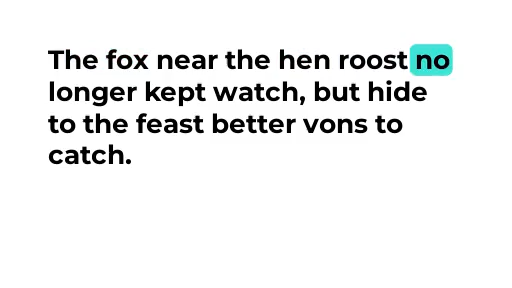 The fox near the hen roost no
longer kept watch, but hide
to the feast better vons to
catch.